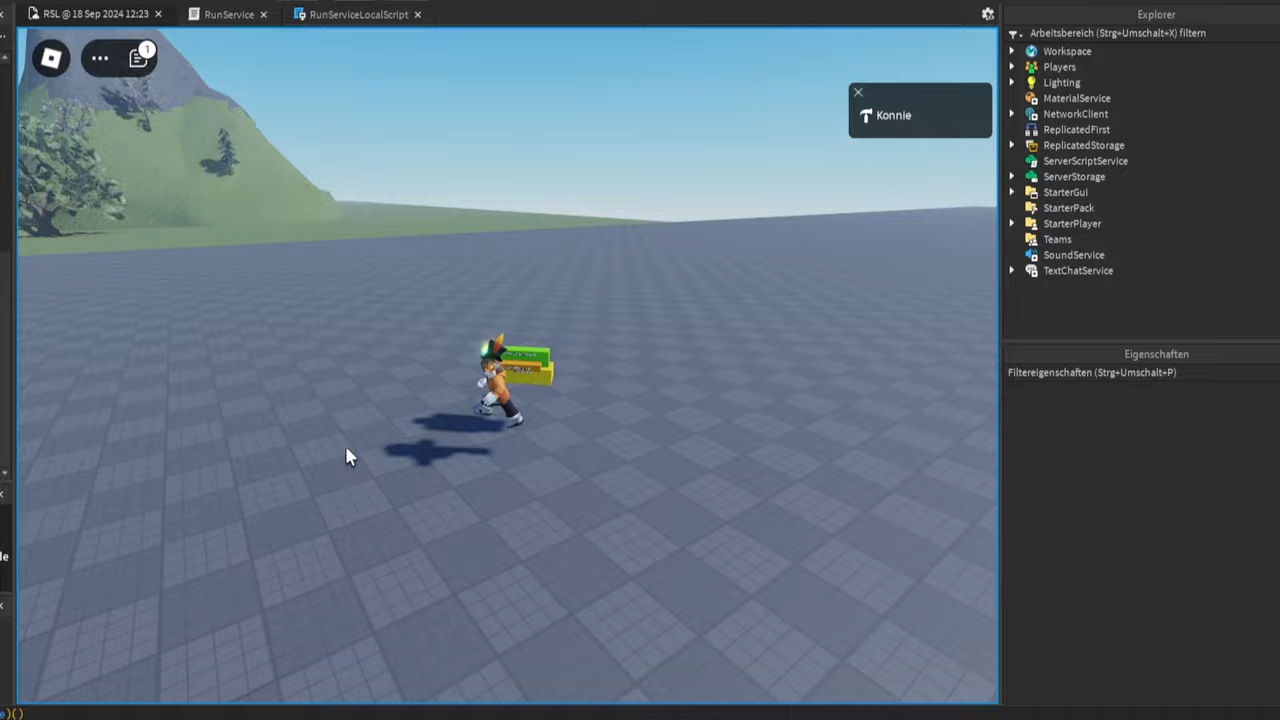 RSL @ 18 Sep 2024 12:23
RunService
RunServiceLocalScript
1
Konnie
Explorer
Arbeitsbereich (Strg+Umschalt+X) filtern
Workspace
Players
Lighting
MaterialService
NetworkClient
ReplicatedFirst
ReplicatedStorage
ServerScriptService
ServerStorage
StarterGui
StarterPack
StarterPlayer
Teams
SoundService
TextChatService
Eigenschaften
Filtereigenschaften (Strg+Umschalt+P)
de
e)()